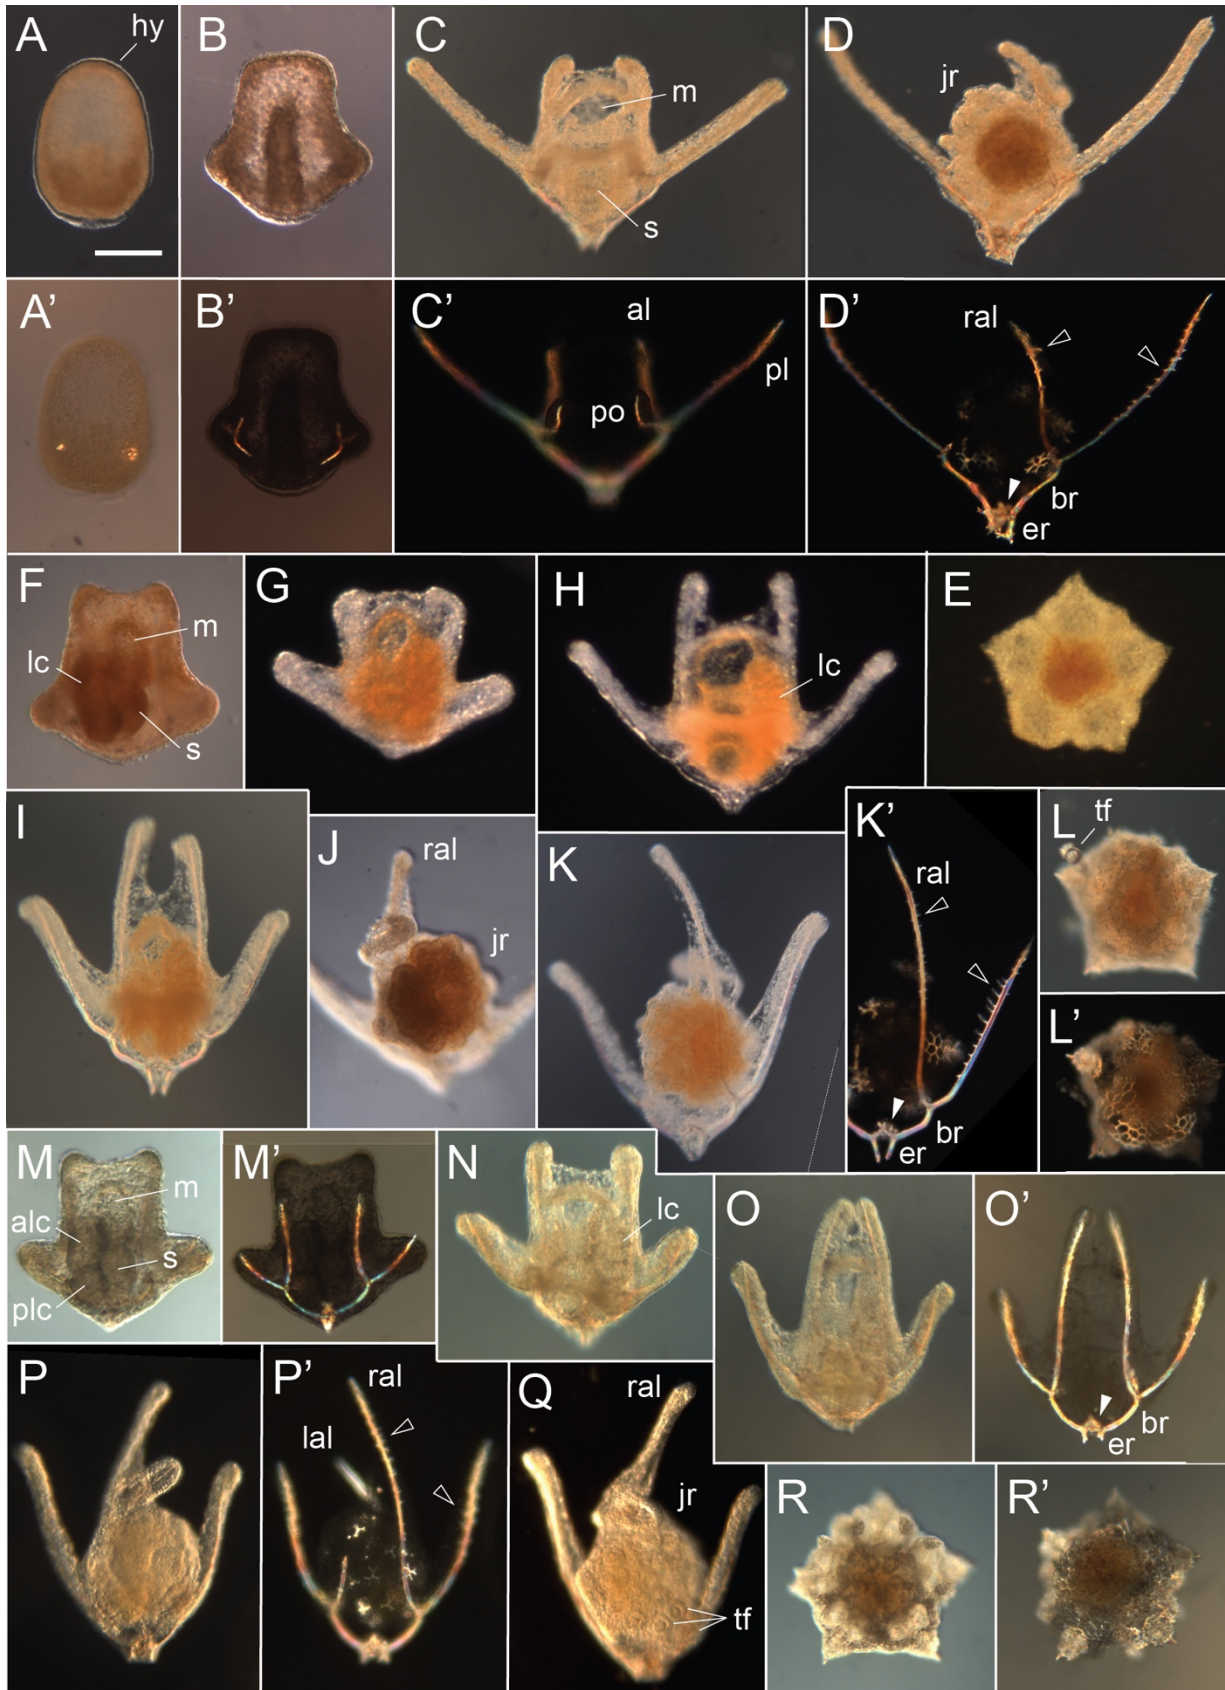 A
hy
B
C
m
s
D
jr
A’
B’
C’
al
pl
po
D’
ral
br
er
F
m
lc
s
G
H
lc
E
I
J
ral
jr
K
K’
ral
br
er
L
tf
L’
M
m
alc
s
plc
M’
N
lc
O
O’
br
er
P
P’
ral
lal
Q
ral
jr
tf
R
R’